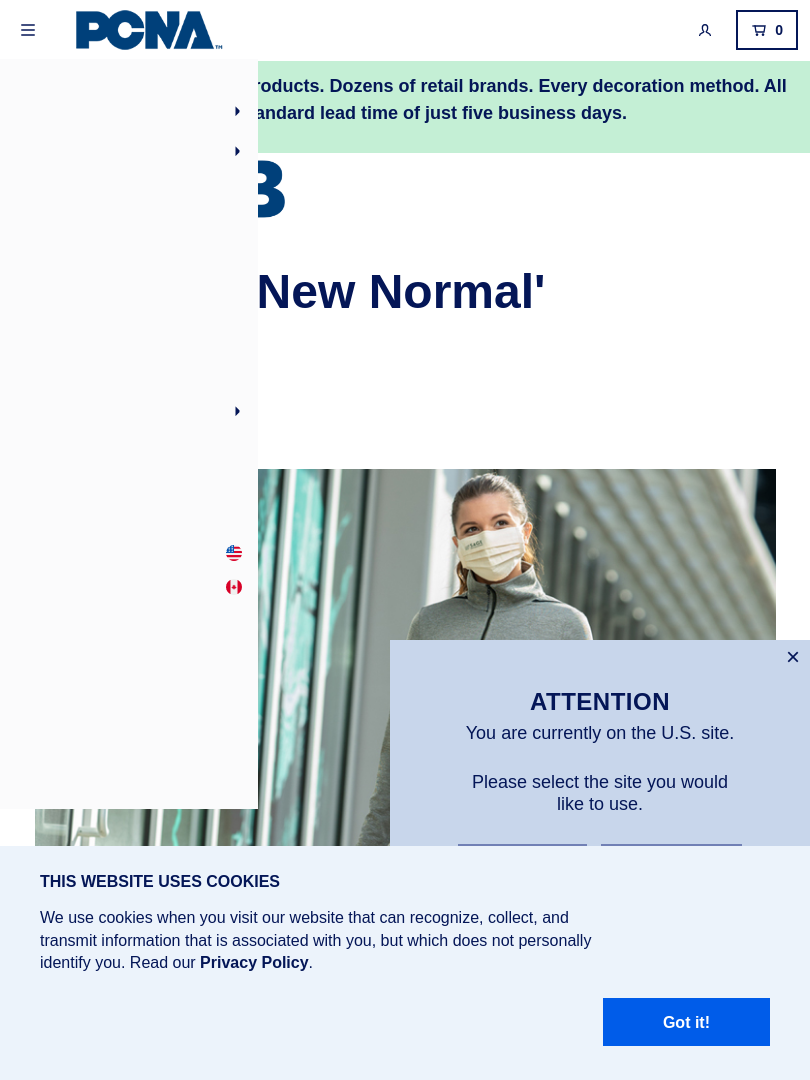 PCNA™
0
roducts. Dozens of retail brands. Every decoration method. All
andard lead time of just five business days.
New Normal'
ATTENTION
You are currently on the U.S. site.
Please select the site you would
like to use.
THIS WEBSITE USES COOKIES
We use cookies when you visit our website that can recognize, collect, and
transmit information that is associated with you, but which does not personally
identify you. Read our Privacy Policy.
Got it!